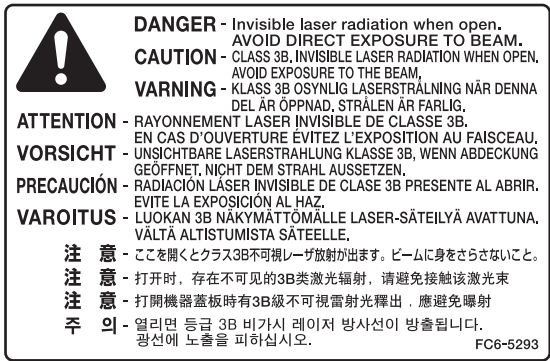 DANGER - Invisible laser radiation when open.
AVOID DIRECT EXPOSURE TO BEAM.
CAUTION - CLASS 3B. INVISIBLE LASER RADIATION WHEN OPEN.
AVOID EXPOSURE TO THE BEAM.
VARNING - KLASS 3B OSYNLIG LASERSTRÅLNING NÄR DENNA
DEL ÄR ÖPPNAD. STRÅLEN ÄR FARLIG.
ATTENTION - RAYONNEMENT LASER INVISIBLE DE CLASSE 3B.
EN CAS D'OUVERTURE ÉVITEZ L'EXPOSITION AU FAISCEAU.
VORSICHT - UNSICHTBARE LASERSTRAHLUNG KLASSE 3B, WENN ABDECKUNG
GEÖFFNET. NICHT DEM STRAHL AUSSETZEN.
PRECAUCIÓN - RADIACIÓN LÁSER INVISIBLE DE CLASE 3B PRESENTE AL ABRIR.
EVITE LA EXPOSICIÓN AL HAZ.
VAROITUS - LUOKAN 3B NÄKYMÄTTÖMÄLLE LASER-SÄTEILYÄ AVATTUNA.
VÄLTÄ ALTISTUMISTA SÄTEELLE.
注 意 - ここを開くとクラス3B不可視レーザ放射が出ます。ビームに身をさらさないこと。
注 意 - 打开时，存在不可见的3B类激光辐射，请避免接触该激光束
注 意 - 打開機器蓋板時有3B級不可視雷射光釋出．應避免曝射
주 의 - 열리면 등급 3B 비가시 레이저 방사선이 방출됩니다.
광선에 노출을 피하십시오.
FC6-5293